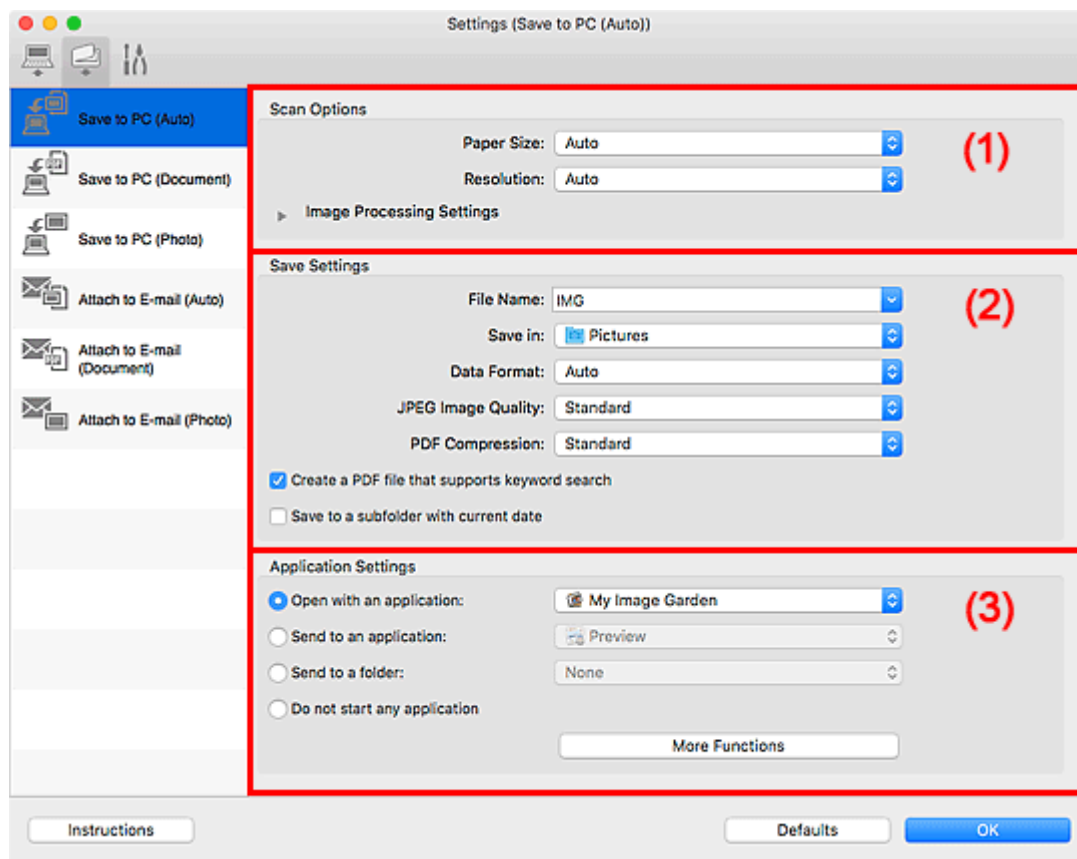 Settings (Save to PC (Auto))
Save to PC (Auto)
Save to PC (Document)
Save to PC (Photo)
Attach to E-mail (Auto)
Attach to E-mail
(Document)
Attach to E-mail (Photo)
Scan Options
(1)
Paper Size: Auto
Resolution: Auto
Image Processing Settings
Save Settings
(2)
File Name: IMG
Save in: Pictures
Data Format: Auto
JPEG Image Quality: Standard
PDF Compression: Standard
Create a PDF file that supports keyword search
Save to a subfolder with current date
Application Settings
(3)
Open with an application: My Image Garden
Send to an application: Preview
Send to a folder: None
Do not start any application
More Functions
Instructions
Defaults
OK